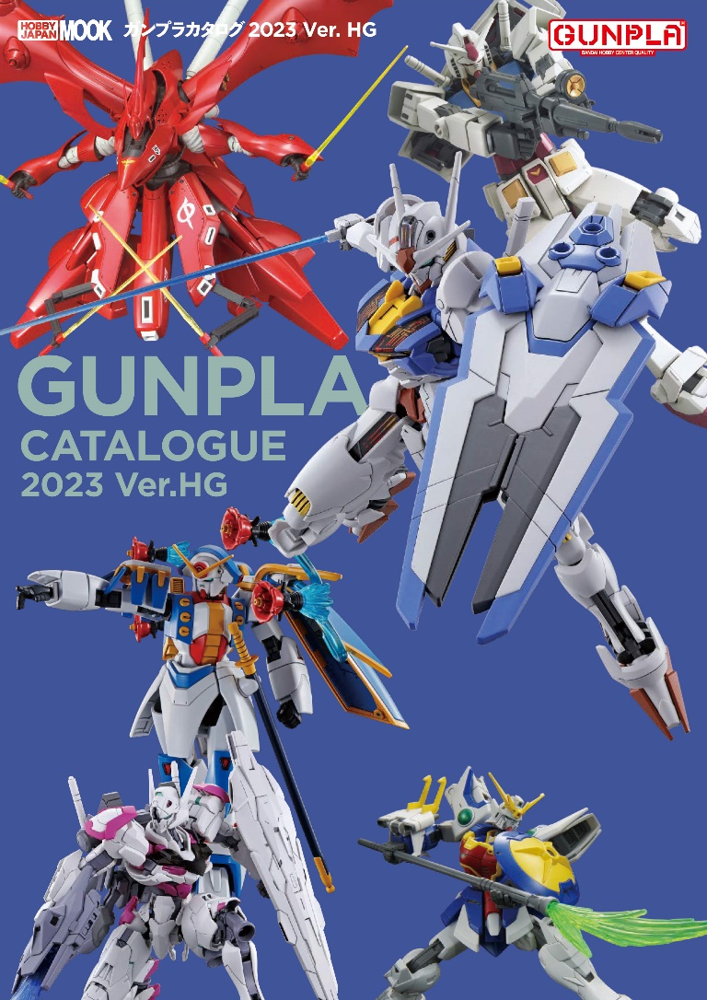 HOBBY JAPAN MOOK ガンプラカタログ 2023 Ver. HG
GUNPLA
BANDAI HOBBY CENTER QUALITY
GUNPLA
CATALOGUE
2023 Ver.HG